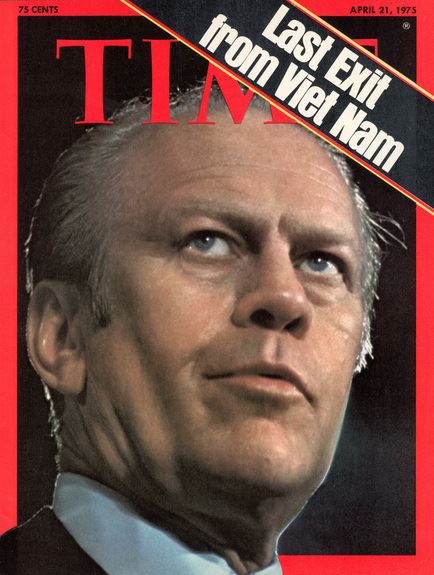 75 CENTS
APRIL 21, 1975
TIME
®
Last Exit
from Viet Nam